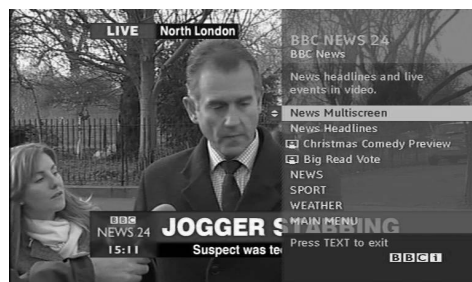 LIVE North London
BBC NEWS 24
BBC News
News headlines and live
events in video.
News Multiscreen
News Headlines
Christmas Comedy Preview
Big Read Vote
NEWS
SPORT
WEATHER
MAIN MENU
Press TEXT to exit
BBCi
BBC
NEWS 24
15:11
JOGGER STABBING
Suspect was tee